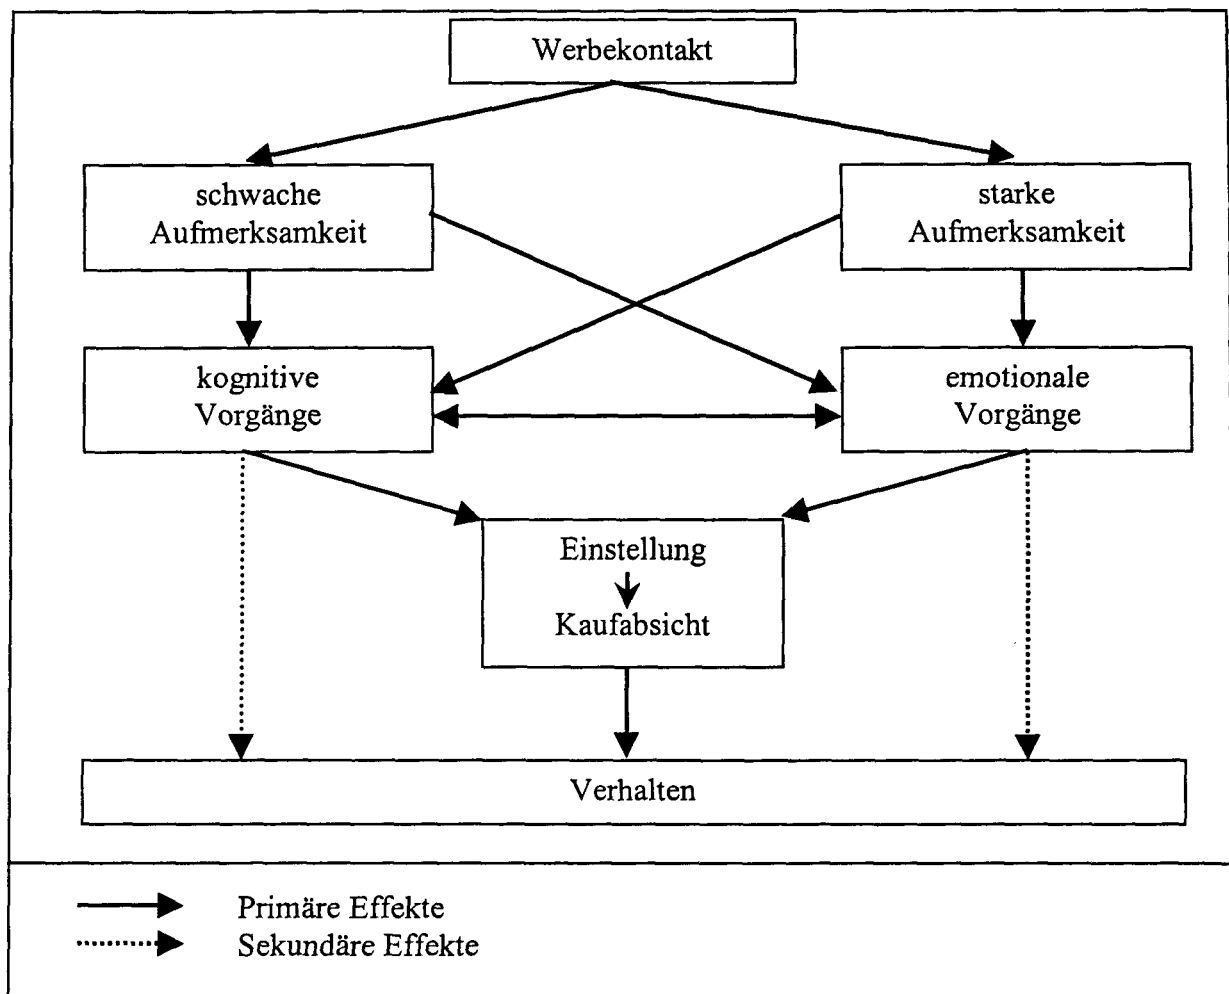 Werbekontakt
schwache
Aufmerksamkeit
starke
Aufmerksamkeit
kognitive
Vorgänge
emotionale
Vorgänge
Einstellung
Kaufabsicht
Verhalten
Primäre Effekte
Sekundäre Effekte